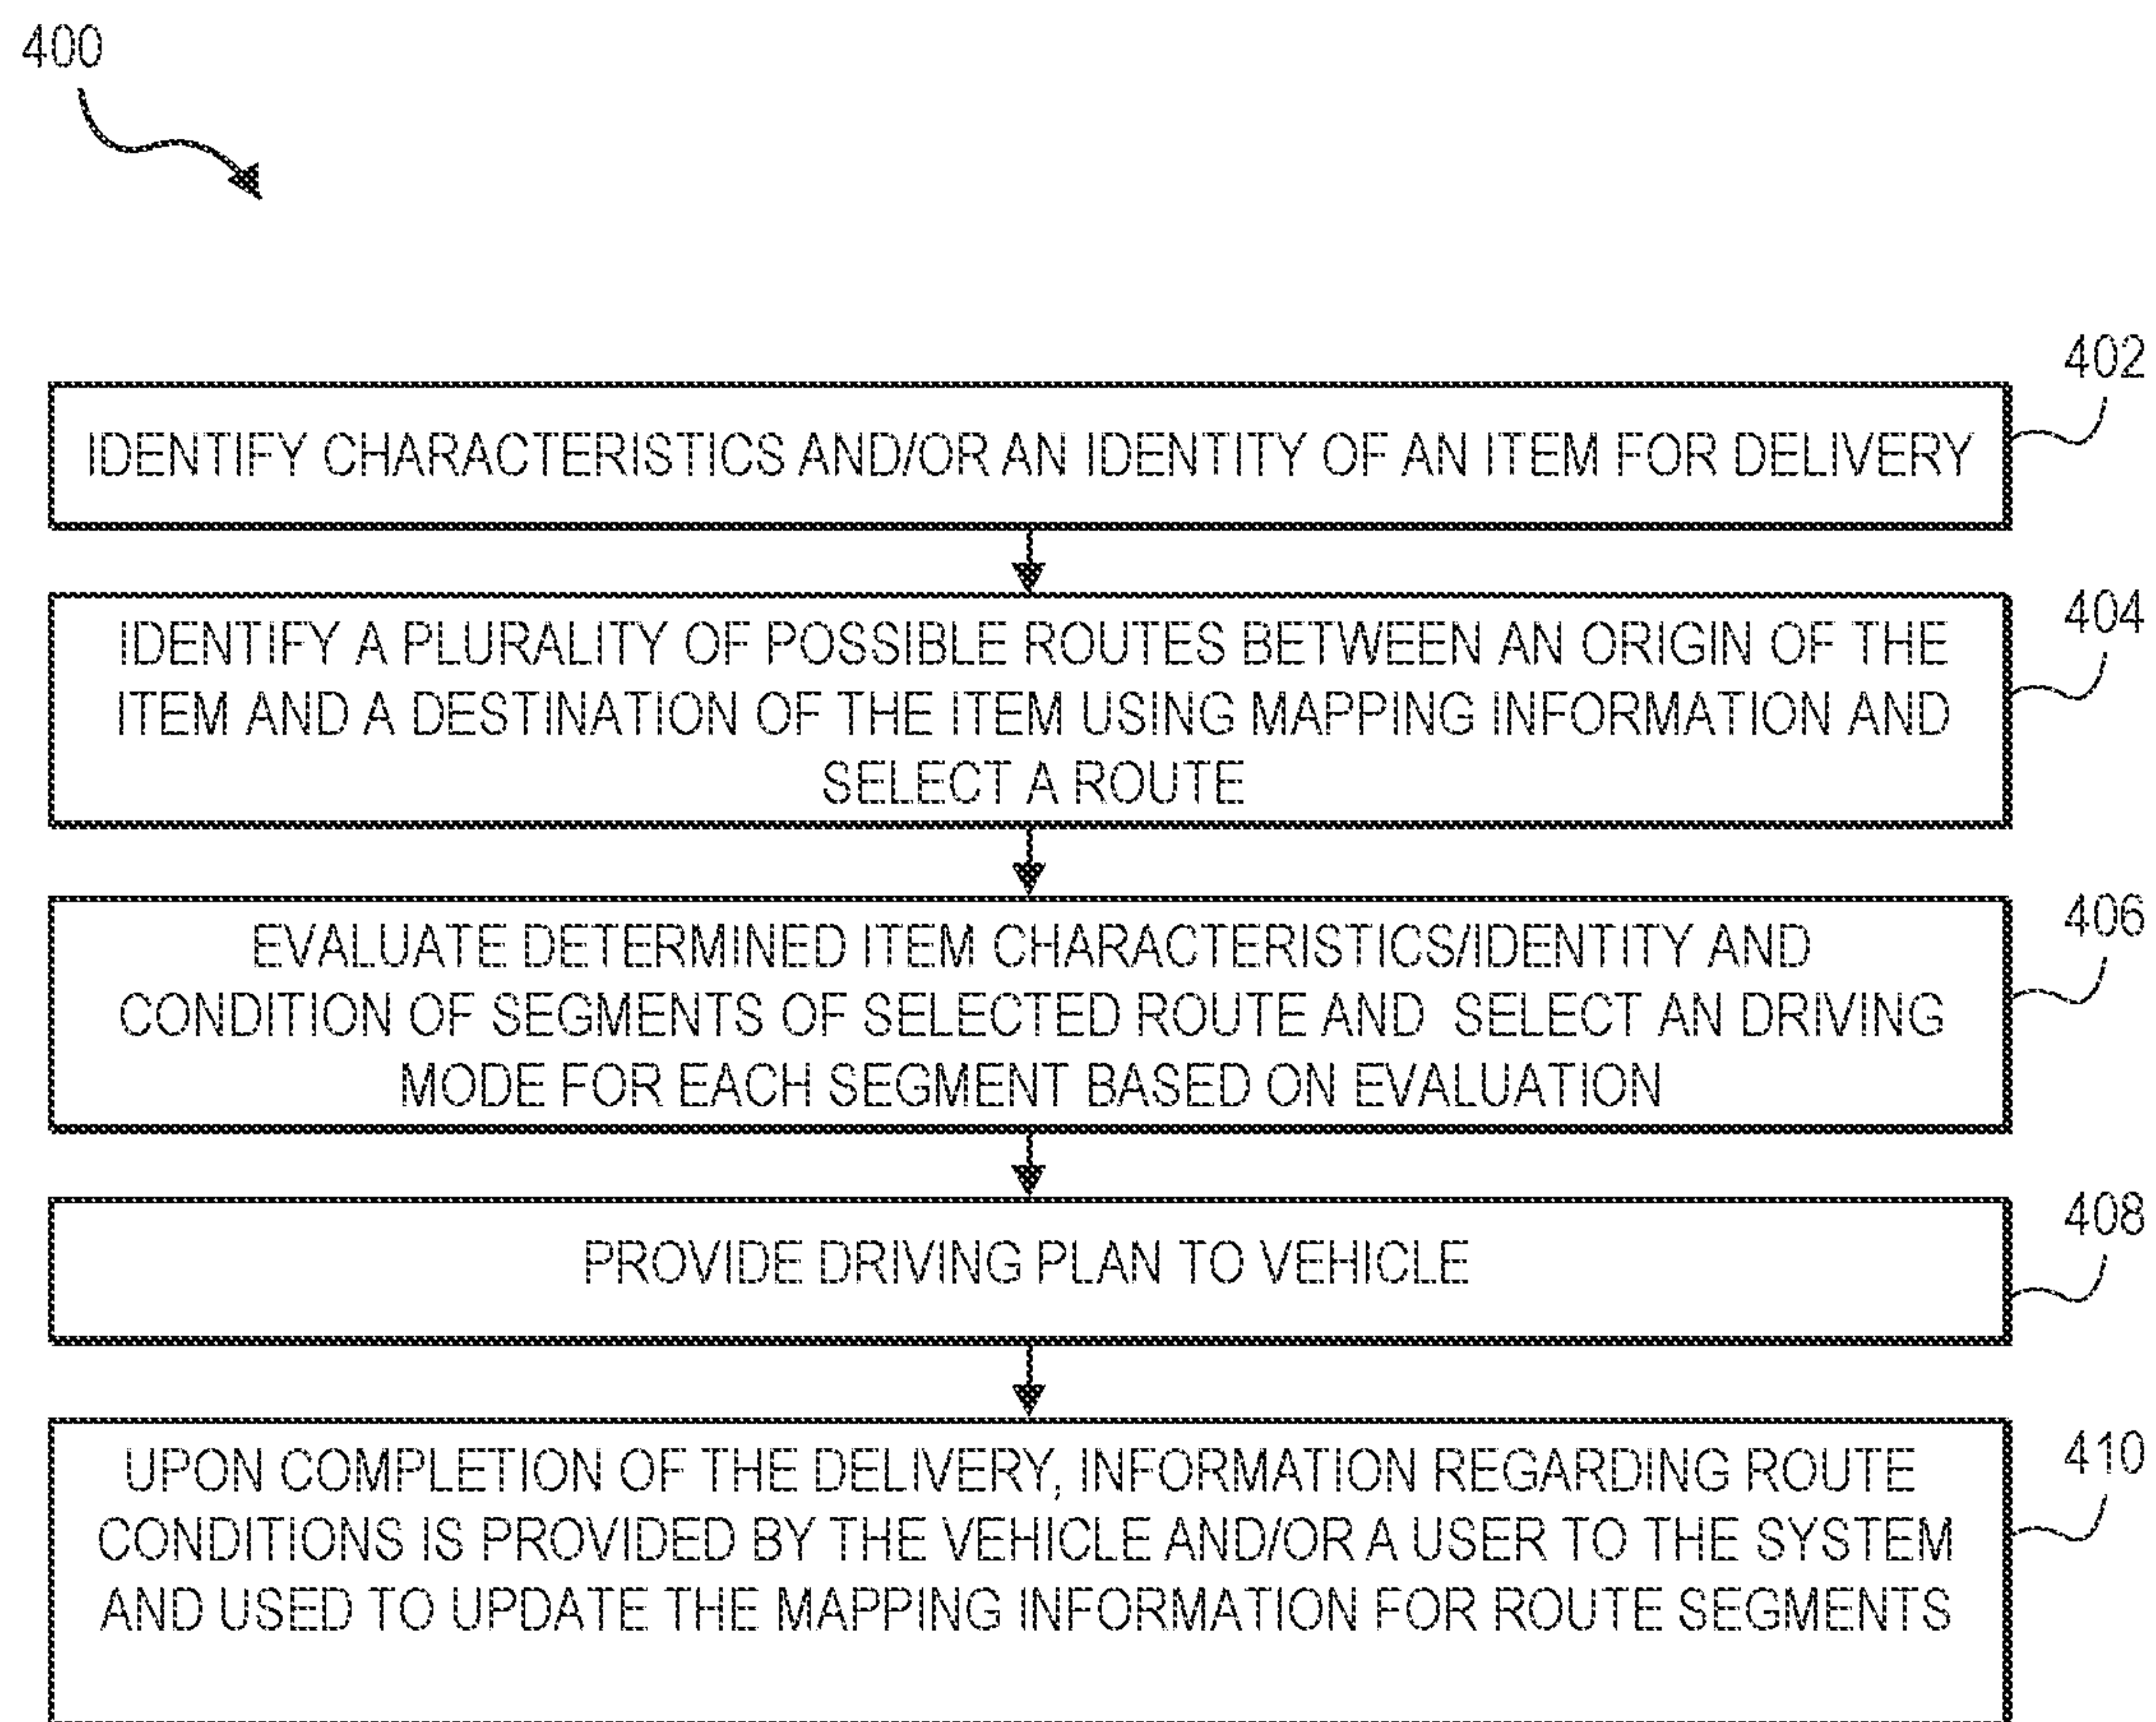 400
402
IDENTIFY CHARACTERISTICS AND/OR AN IDENTITY OF AN ITEM FOR DELIVERY
404
IDENTIFY A PLURALITY OF POSSIBLE ROUTES BETWEEN AN ORIGIN OF THE
ITEM AND A DESTINATION OF THE ITEM USING MAPPING INFORMATION AND
SELECT A ROUTE
406
EVALUATE DETERMINED ITEM CHARACTERISTICS/IDENTITY AND
CONDITION OF SEGMENTS OF SELECTED ROUTE AND SELECT AN DRIVING
MODE FOR EACH SEGMENT BASED ON EVALUATION
408
PROVIDE DRIVING PLAN TO VEHICLE
410
UPON COMPLETION OF THE DELIVERY, INFORMATION REGARDING ROUTE
CONDITIONS IS PROVIDED BY THE VEHICLE AND/OR A USER TO THE SYSTEM
AND USED TO UPDATE THE MAPPING INFORMATION FOR ROUTE SEGMENTS